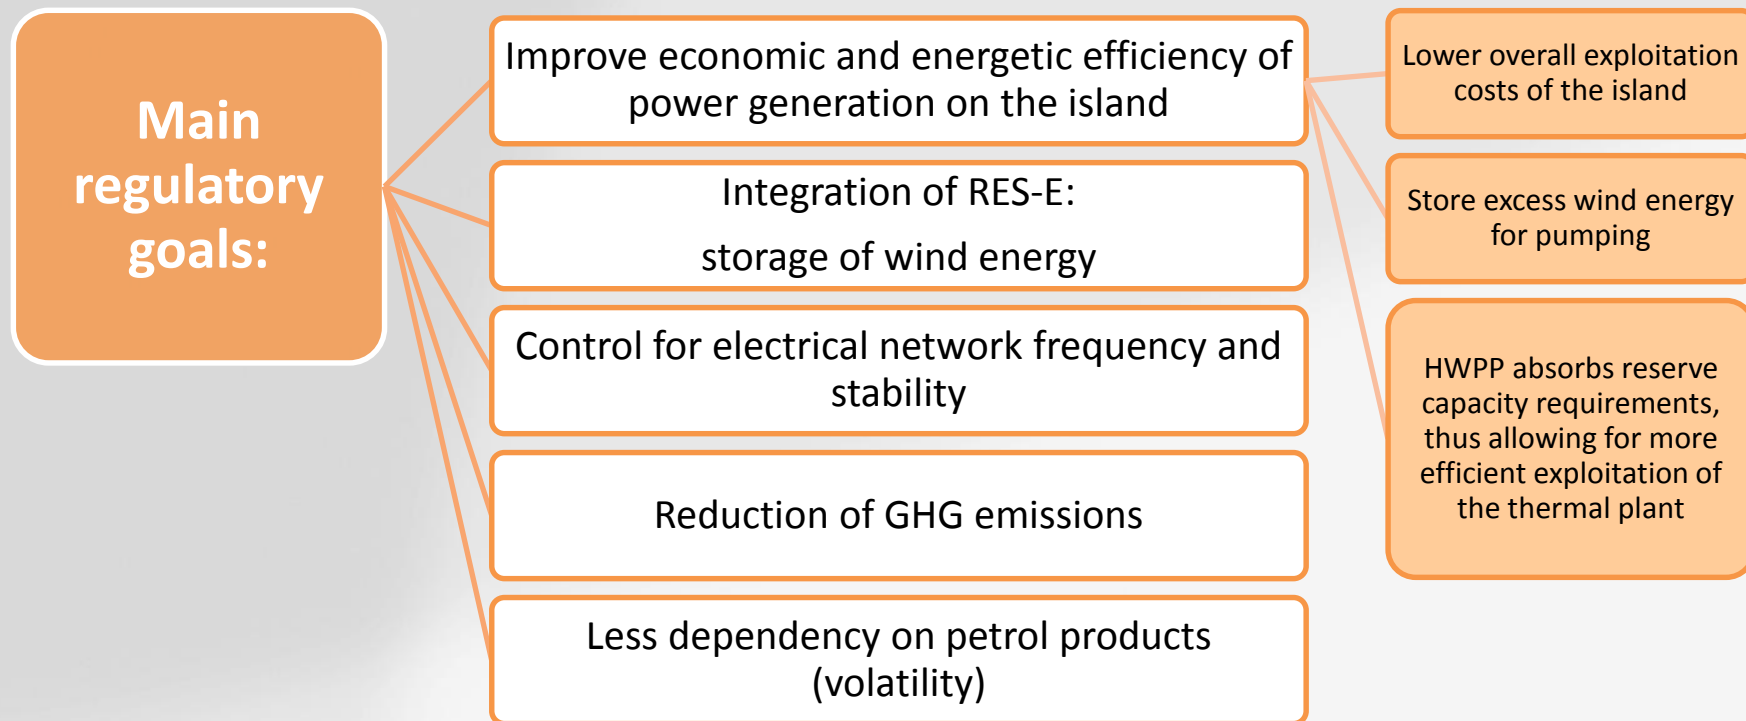 Main
regulatory
goals:
Improve economic and energetic efficiency of
power generation on the island
Integration of RES-E:
storage of wind energy
Control for electrical network frequency and
stability
Reduction of GHG emissions
Less dependency on petrol products
(volatility)
Lower overall exploitation
costs of the island
Store excess wind energy
for pumping
HWPP absorbs reserve
capacity requirements,
thus allowing for more
efficient exploitation of
the thermal plant